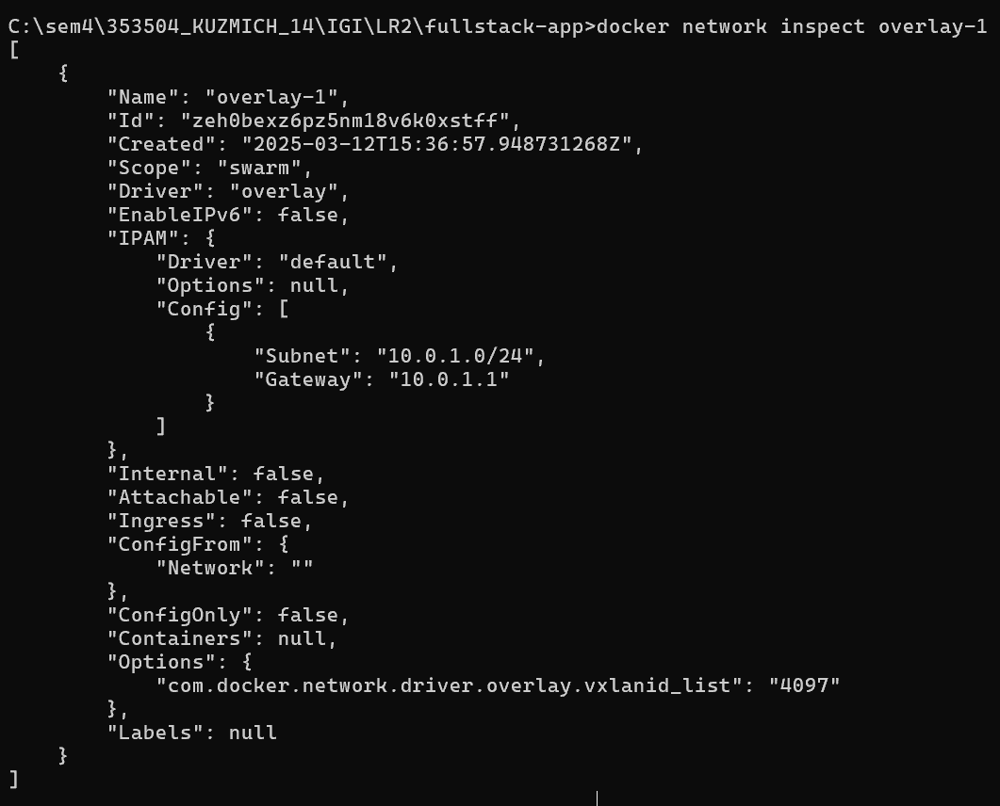 C:\sem4\353504_KUZMICH_14\IGI\LR2\fullstack-app>docker network inspect overlay-1
[
    {
        "Name": "overlay-1",
        "Id": "zeh0bexz6pz5nm18v6k0xstff",
        "Created": "2025-03-12T15:36:57.948731268Z",
        "Scope": "swarm",
        "Driver": "overlay",
        "EnableIPv6": false,
        "IPAM": {
            "Driver": "default",
            "Options": null,
            "Config": [
                {
                    "Subnet": "10.0.1.0/24",
                    "Gateway": "10.0.1.1"
                }
            ]
        },
        "Internal": false,
        "Attachable": false,
        "Ingress": false,
        "ConfigFrom": {
            "Network": ""
        },
        "ConfigOnly": false,
        "Containers": null,
        "Options": {
            "com.docker.network.driver.overlay.vxlanid_list": "4097"
        },
        "Labels": null
    }
]